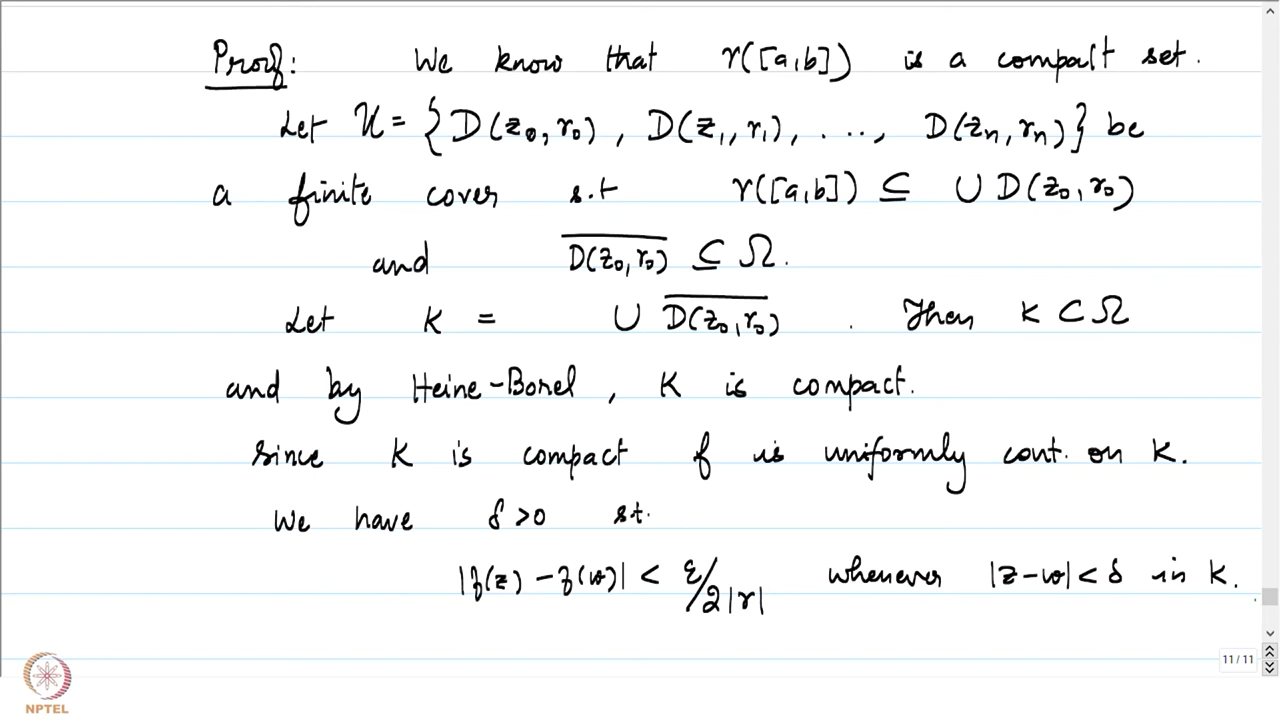 Proof: We know that γ([a,b]) is a compact set.
Let 𝒰 = {D(z₀,r₀), D(z₁,r₁), ..., D(zₙ,rₙ)} be
a finite cover s.t γ([a,b]) ⊆ ∪ D(z₀,r₀)
and \overline{D(z₀,r₀)} ⊆ Ω.
Let K = ∪ \overline{D(z₀,r₀)} . Then K ⊂ Ω
and by Heine-Borel, K is compact.
Since K is compact f is uniformly cont. on K.
We have δ>0 s.t.
|f(z) - f(w)| < ε/2|γ| whenever |z-w| < δ in K.
11/11
NPTEL